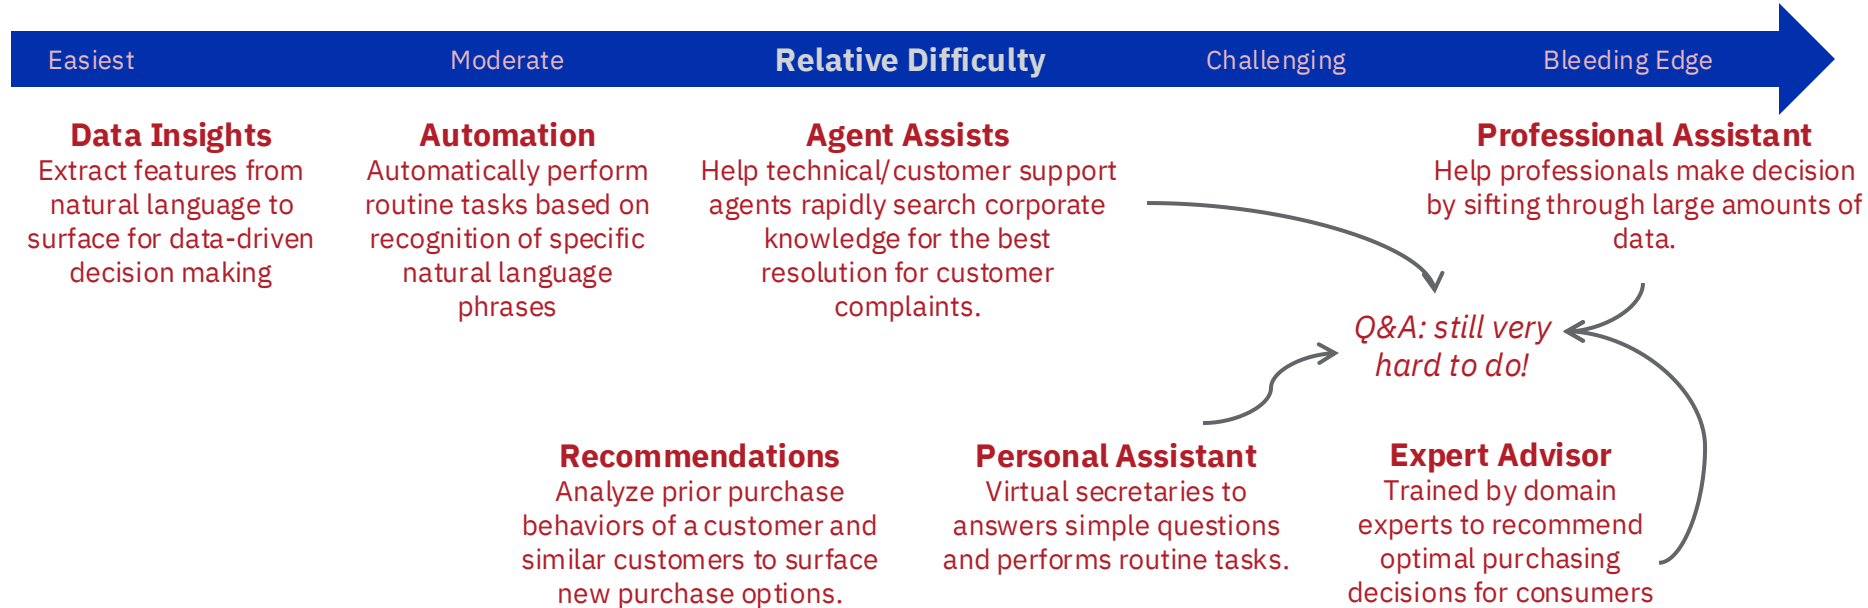 Easiest
Moderate
Relative Difficulty
Challenging
Bleeding Edge
Data Insights
Extract features from
natural language to
surface for data-driven
decision making
Automation
Automatically perform
routine tasks based on
recognition of specific
natural language
phrases
Agent Assists
Help technical/customer support
agents rapidly search corporate
knowledge for the best
resolution for customer
complaints.
Professional Assistant
Help professionals make decision
by sifting through large amounts of
data.
Q&A: still very
hard to do!
Recommendations
Analyze prior purchase
behaviors of a customer and
similar customers to surface
new purchase options.
Personal Assistant
Virtual secretaries to
answers simple questions
and performs routine tasks.
Expert Advisor
Trained by domain
experts to recommend
optimal purchasing
decisions for consumers